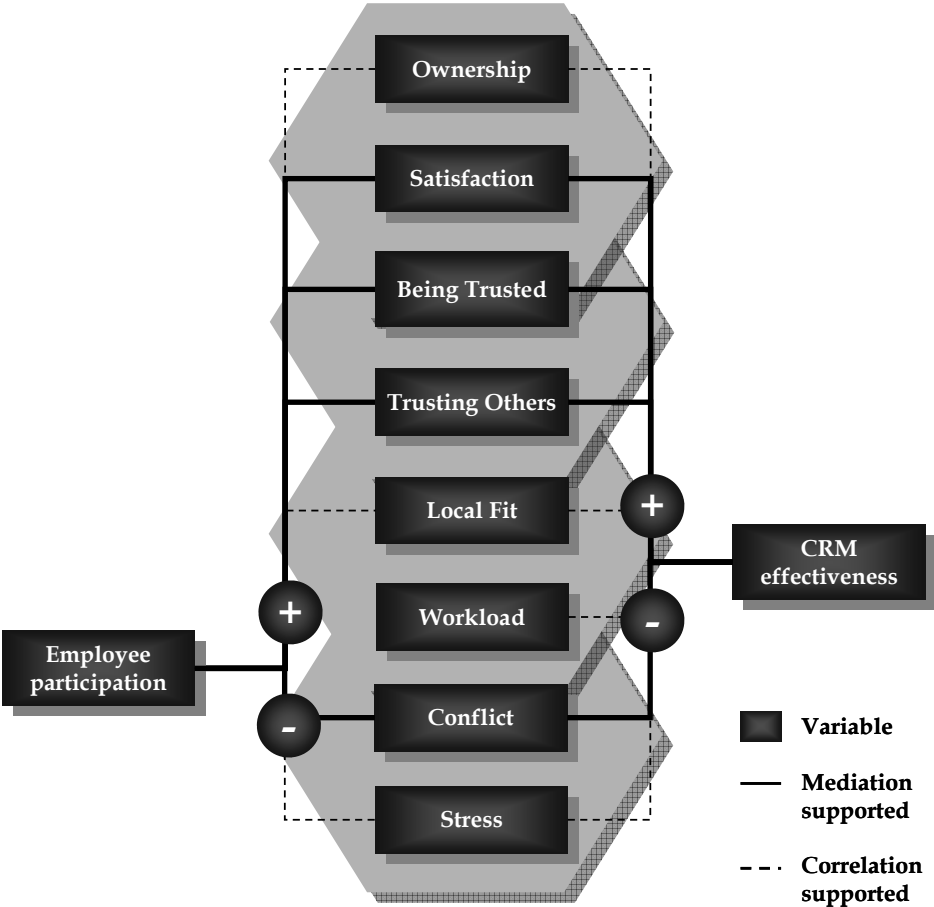 Ownership
Satisfaction
Being Trusted
Trusting Others
Local Fit
+
CRM
effectiveness
Workload
+
-
Employee
participation
Conflict
-
Stress
Variable
Mediation
supported
Correlation
supported